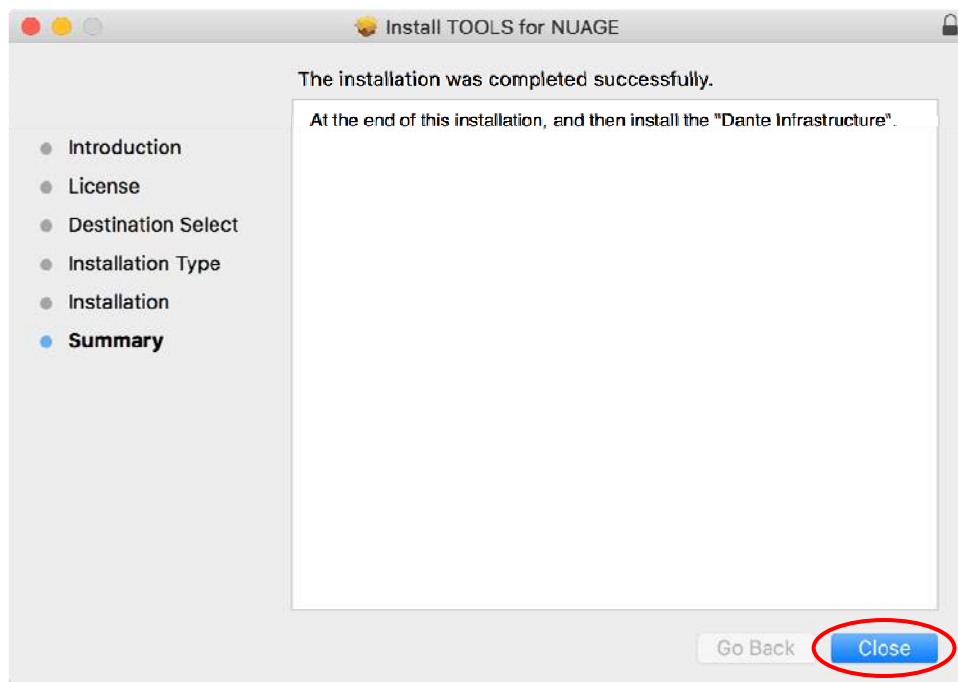 Install TOOLS for NUAGE
The installation was completed successfully.
At the end of this installation, and then install the "Dante Infrastructure".
Introduction
License
Destination Select
Installation Type
Installation
Summary
Go Back
Close